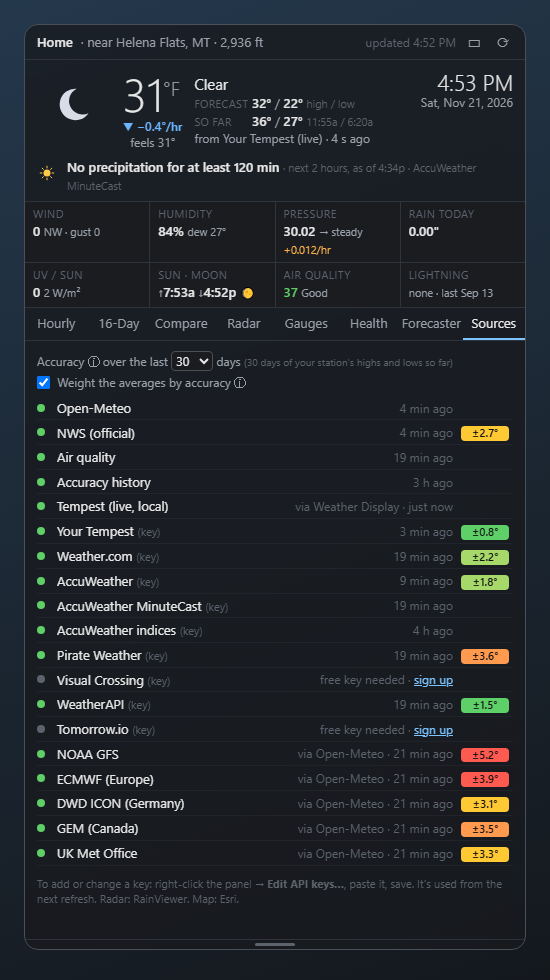 Home · near Helena Flats, MT · 2,936 ft updated 4:52 PM
31°F Clear 4:53 PM
FORECAST 32° / 22° high / low Sat, Nov 21, 2026
▼ −0.4°/hr SO FAR 36° / 27° 11:55a / 6:20a
feels 31° from Your Tempest (live) · 4 s ago
No precipitation for at least 120 min · next 2 hours, as of 4:34p · AccuWeather
MinuteCast
WIND HUMIDITY PRESSURE RAIN TODAY
0 NW · gust 0 84% dew 27° 30.02 → steady 0.00"
+0.012/hr
UV / SUN SUN · MOON AIR QUALITY LIGHTNING
0 2 W/m² ↑7:53a ↓4:52p 37 Good none · last Sep 13
Hourly 16-Day Compare Radar Gauges Health Forecaster Sources
Accuracy ⓘ over the last 30 days (30 days of your station's highs and lows so far)
Weight the averages by accuracy ⓘ
Open-Meteo 4 min ago
NWS (official) 4 min ago ±2.7°
Air quality 19 min ago
Accuracy history 3 h ago
Tempest (live, local) via Weather Display · just now
Your Tempest (key) 3 min ago ±0.8°
Weather.com (key) 19 min ago ±2.2°
AccuWeather (key) 9 min ago ±1.8°
AccuWeather MinuteCast (key) 19 min ago
AccuWeather indices (key) 4 h ago
Pirate Weather (key) 19 min ago ±3.6°
Visual Crossing (key) free key needed · sign up
WeatherAPI (key) 19 min ago ±1.5°
Tomorrow.io (key) free key needed · sign up
NOAA GFS via Open-Meteo · 21 min ago ±5.2°
ECMWF (Europe) via Open-Meteo · 21 min ago ±3.9°
DWD ICON (Germany) via Open-Meteo · 21 min ago ±3.1°
GEM (Canada) via Open-Meteo · 21 min ago ±3.5°
UK Met Office via Open-Meteo · 21 min ago ±3.3°
To add or change a key: right-click the panel → Edit API keys…, paste it, save. It's used from the
next refresh. Radar: RainViewer. Map: Esri.